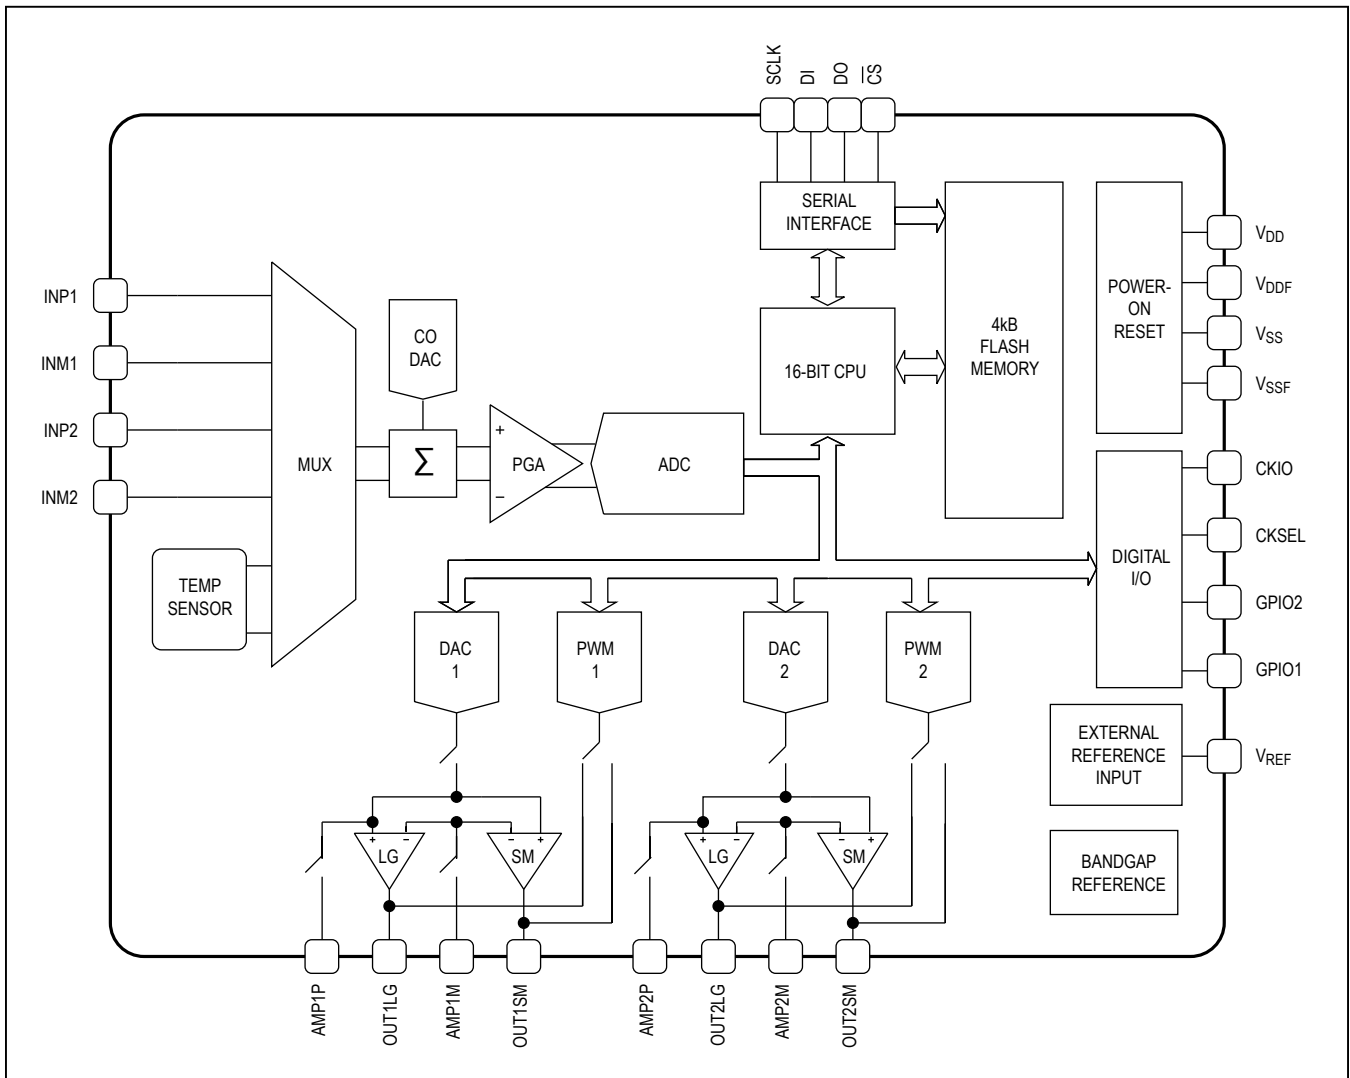 SCLK
DI
DO
CS
SERIAL
INTERFACE
INP1
INM1
INP2
INM2
MUX
TEMP
SENSOR
CO
DAC
Σ
+
PGA
−
ADC
16-BIT CPU
4kB
FLASH
MEMORY
POWER-
ON
RESET
VDD
VDDF
VSS
VSSF
DIGITAL
I/O
CKIO
CKSEL
GPIO2
GPIO1
DAC
1
PWM
1
DAC
2
PWM
2
EXTERNAL
REFERENCE
INPUT
VREF
BANDGAP
REFERENCE
+ −
LG
− +
SM
+ −
LG
− +
SM
AMP1P
OUT1LG
AMP1M
OUT1SM
AMP2P
OUT2LG
AMP2M
OUT2SM